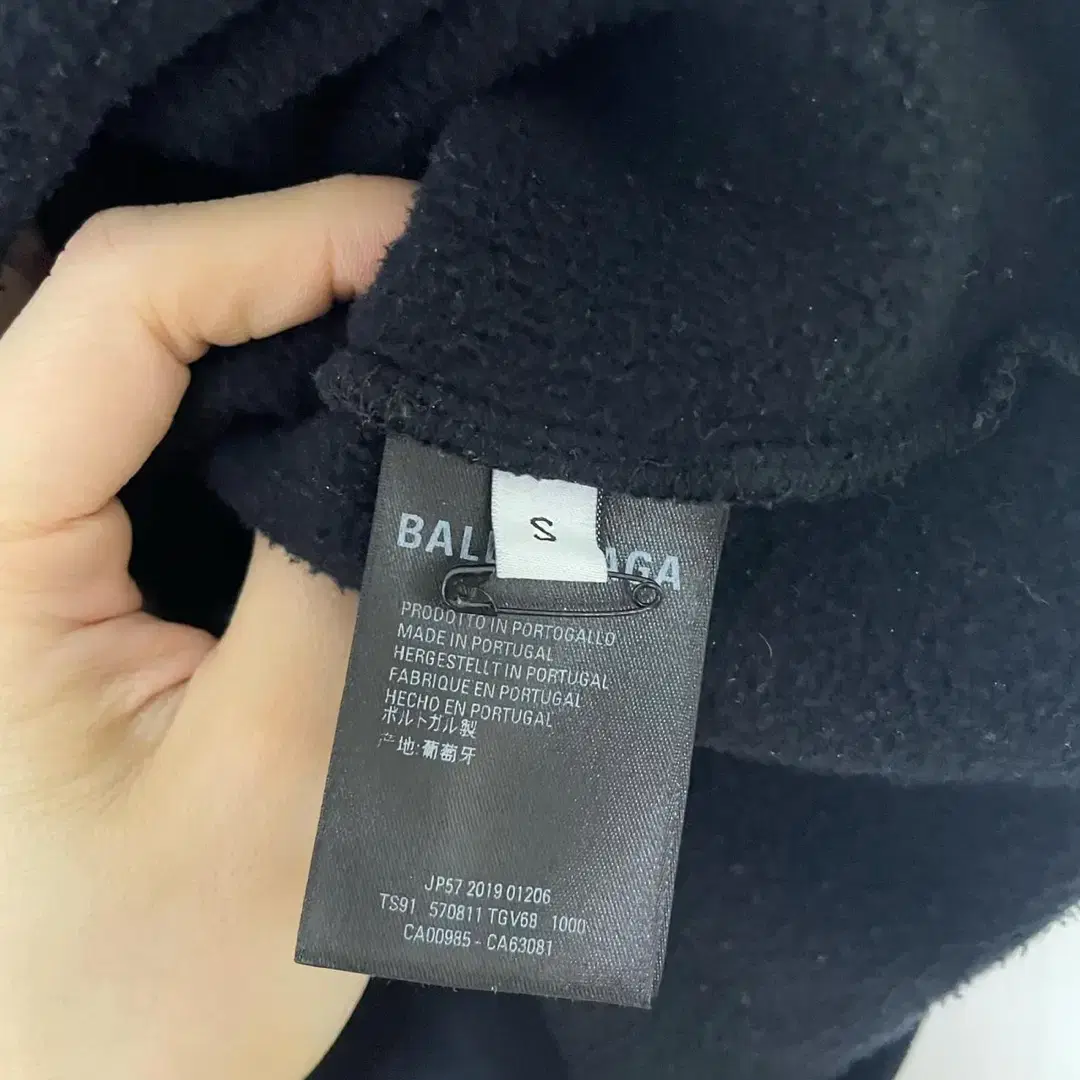 S
BAL AGA
PRODOTTO IN PORTOGALLO
MADE IN PORTUGAL
HERGESTELLT IN PORTUGAL
FABRIQUE EN PORTUGAL
HECHO EN PORTUGAL
ポルトガル製
产地:葡萄牙
JP57 2019 01206
TS91 570811 TGV68 1000
CA00985 - CA63081